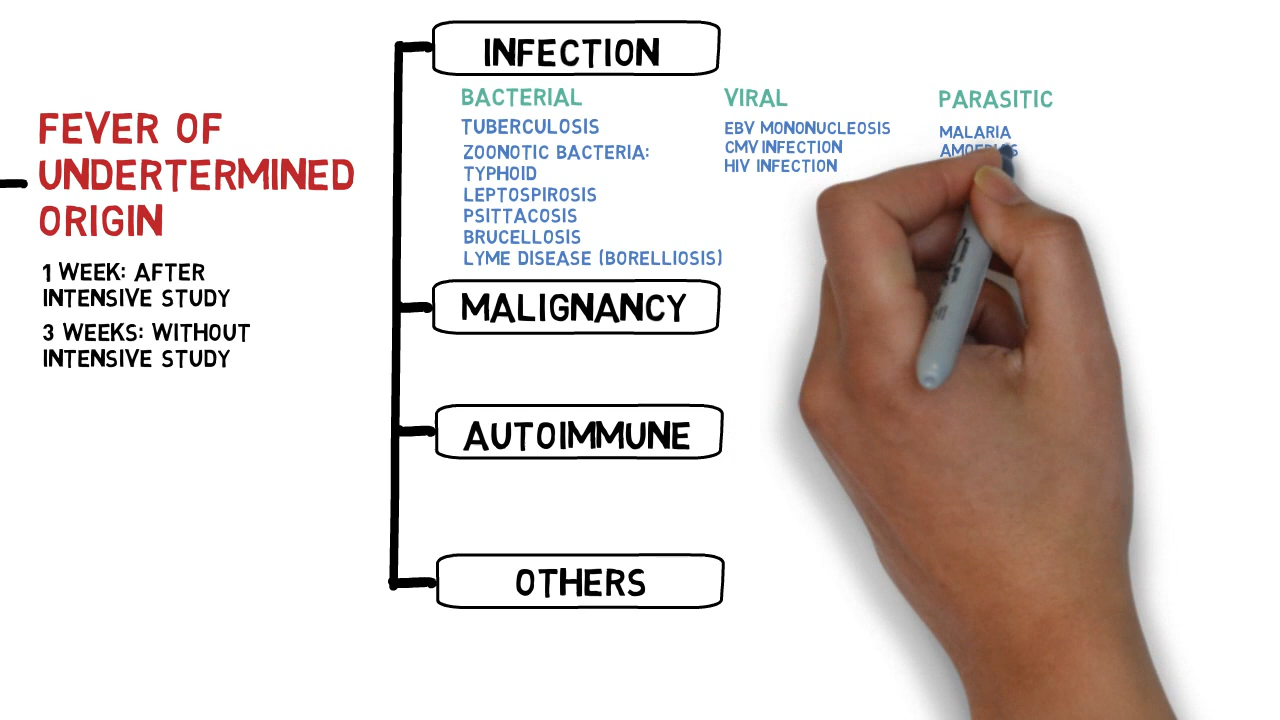 INFECTION
FEVER OF
UNDERTERMINED
ORIGIN
1 WEEK: AFTER
INTENSIVE STUDY
3 WEEKS: WITHOUT
INTENSIVE STUDY
BACTERIAL
TUBERCULOSIS
ZOONOTIC BACTERIA:
TYPHOID
LEPTOSPIROSIS
PSITTACOSIS
BRUCELLOSIS
LYME DISEASE (BORELLIOSIS)
VIRAL
EBV MONONUCLEOSIS
CMV INFECTION
HIV INFECTION
PARASITIC
MALARIA
MALIGNANCY
AUTOIMMUNE
OTHERS